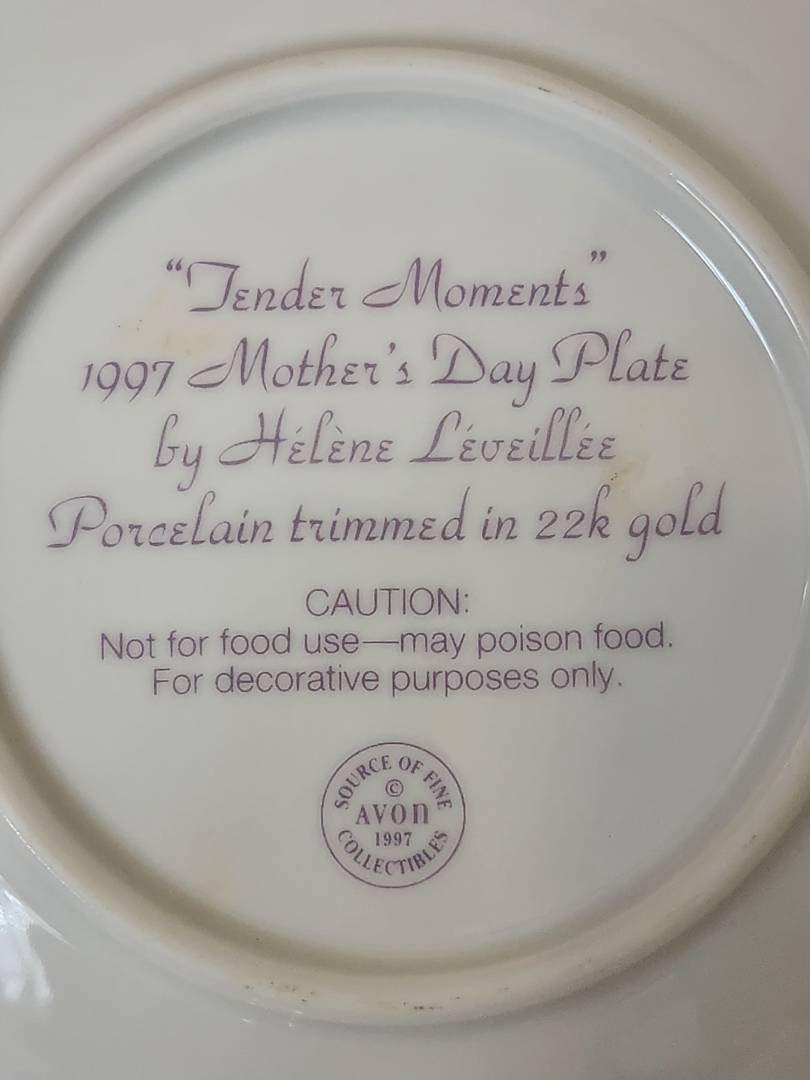 "Tender Moments"
1997 Mother's Day Plate
by Hélène Léveillée
Porcelain trimmed in 22k gold
CAUTION:
Not for food use—may poison food.
For decorative purposes only.
SOURCE OF FINE
©
AVON
1997
COLLECTIBLES